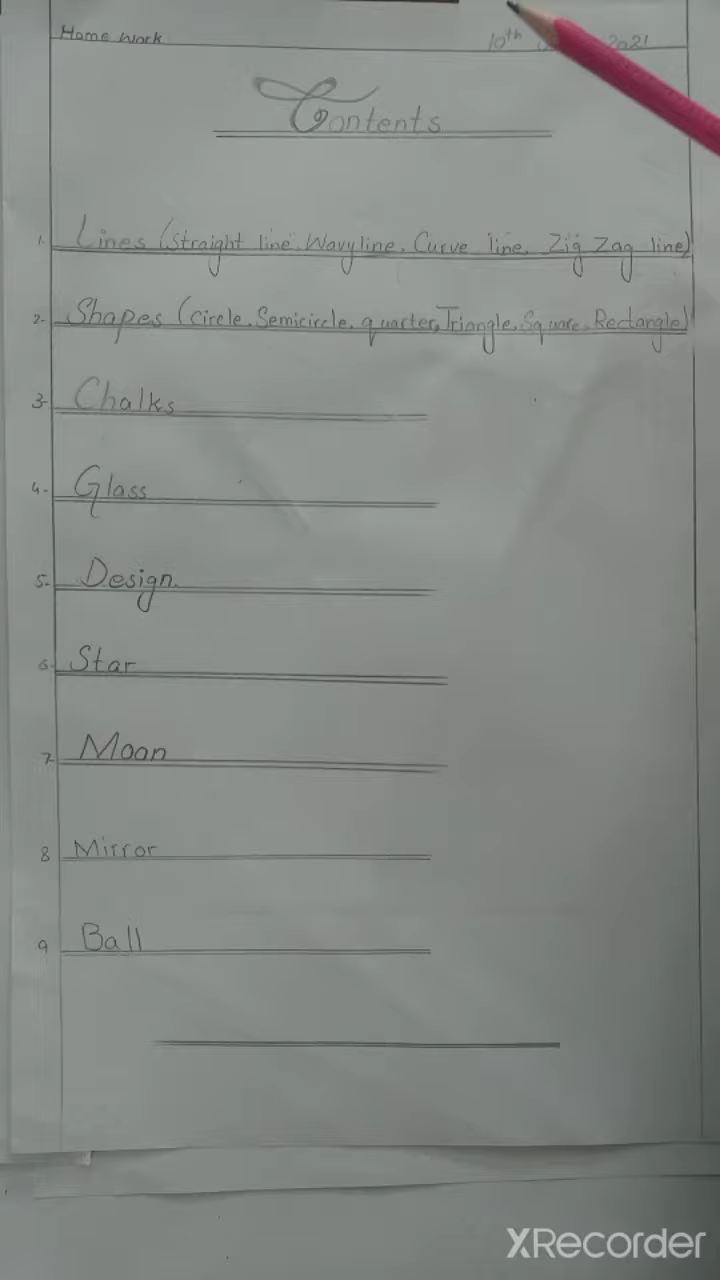 Home Work
10th 2021
Contents
1. Lines (Straight line, Wavy line, Curve line, Zig Zag line)
2- Shapes (Circle, Semicircle, quarter, Triangle, Square, Rectangle)
3- Chalks
4- Glass
5- Design
6- Star
7- Moon
8 Mirror
9 Ball
XRecorder